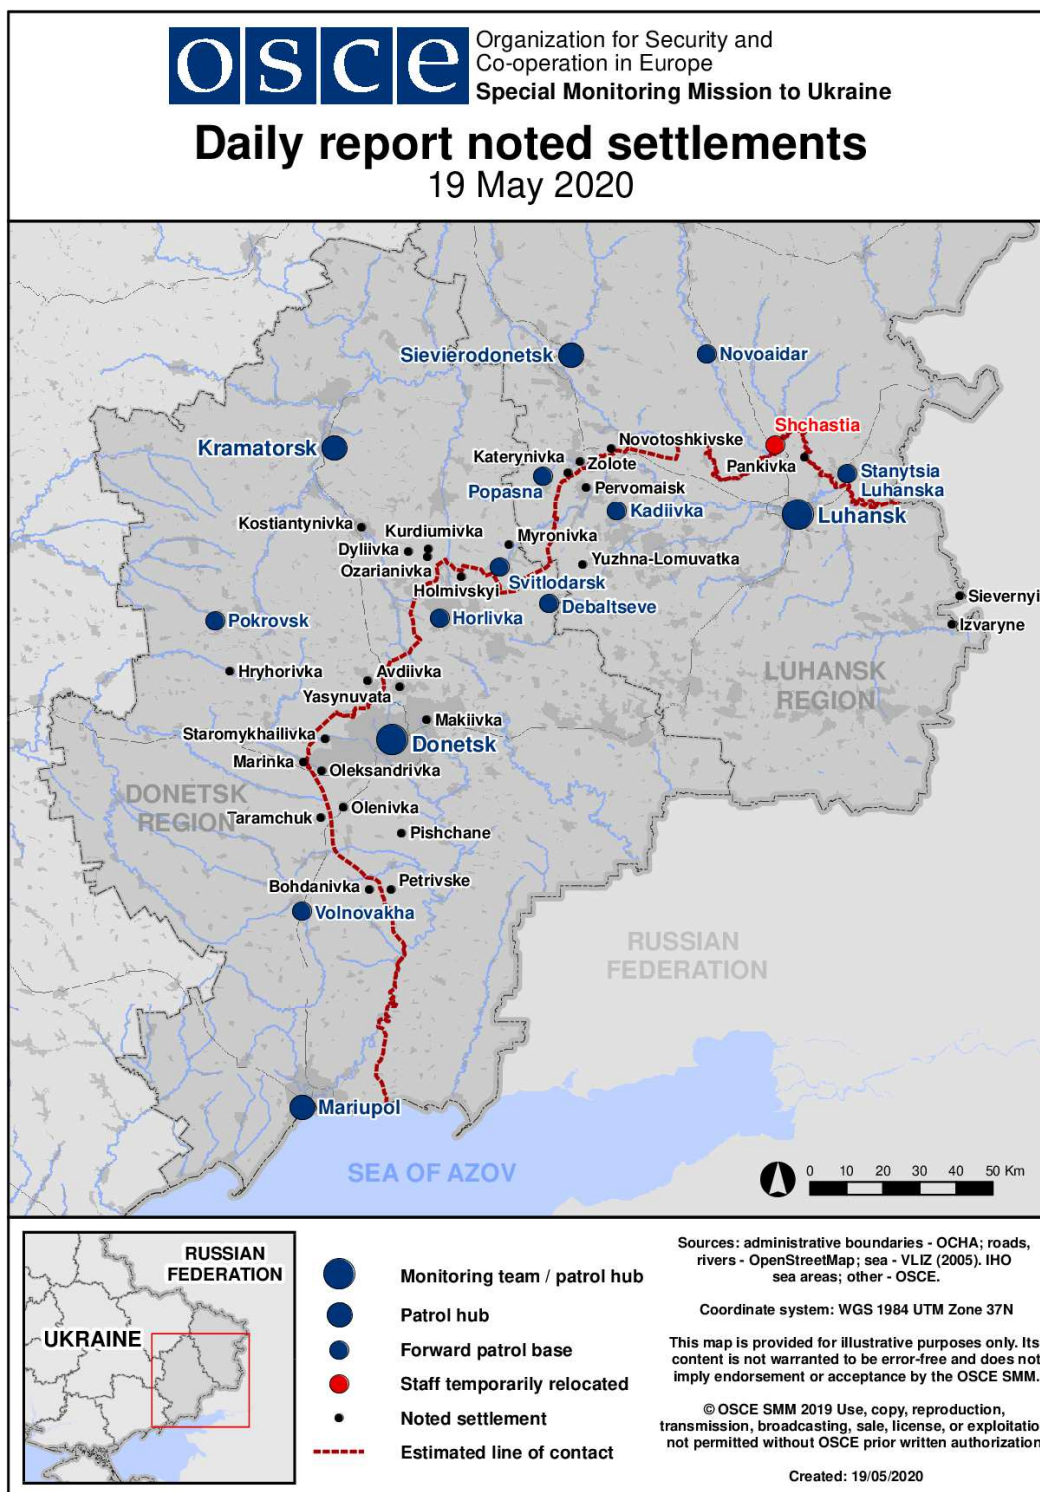 osce
Organization for Security and
Co-operation in Europe
Special Monitoring Mission to Ukraine
Daily report noted settlements
19 May 2020
Sievierodonetsk
Novoaidar
Shchastia
Kramatorsk
Novotoshkivske
Katerynivka
Zolote
Pankivka
Stanytsia
Luhanska
Popasna
Pervomaisk
Kadiivka
Luhansk
Kostiantynivka
Kurdiumivka
Myronivka
Dyliivka
Ozarianivka
Yuzhna-Lomuvatka
Holmivskyi
Svitlodarsk
Debaltseve
Sievernyi
Pokrovsk
Horlivka
Izvaryne
Hryhorivka
Avdiivka
LUHANSK
REGION
Yasynuvata
Makiivka
Staromykhailivka
Donetsk
Marinka
Oleksandrivka
DONETSK
REGION
Olenivka
Taramchuk
Pishchane
Bohdanivka
Petrivske
Volnovakha
RUSSIAN
FEDERATION
Mariupol
SEA OF AZOV
0 10 20 30 40 50 Km
RUSSIAN
FEDERATION
UKRAINE
Monitoring team / patrol hub
Patrol hub
Forward patrol base
Staff temporarily relocated
Noted settlement
Estimated line of contact
Sources: administrative boundaries - OCHA; roads,
rivers - OpenStreetMap; sea - VLIZ (2005). IHO
sea areas; other - OSCE.
Coordinate system: WGS 1984 UTM Zone 37N
This map is provided for illustrative purposes only. Its
content is not warranted to be error-free and does not
imply endorsement or acceptance by the OSCE SMM.
© OSCE SMM 2019 Use, copy, reproduction,
transmission, broadcasting, sale, license, or exploitatio
not permitted without OSCE prior written authorization
Created: 19/05/2020